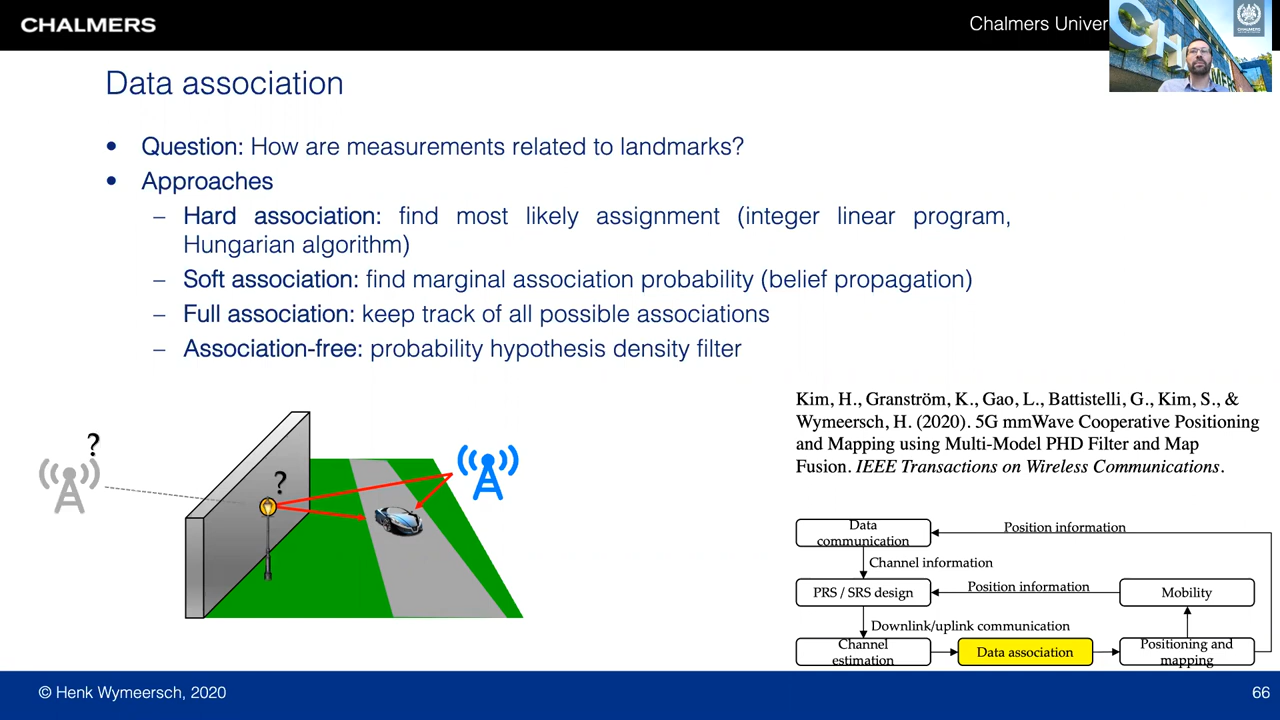 CHALMERS
Chalmers Univer
Data association
• Question: How are measurements related to landmarks?
• Approaches
– Hard association: find most likely assignment (integer linear program,
Hungarian algorithm)
– Soft association: find marginal association probability (belief propagation)
– Full association: keep track of all possible associations
– Association-free: probability hypothesis density filter
?
?
Kim, H., Granström, K., Gao, L., Battistelli, G., Kim, S., &
Wymeersch, H. (2020). 5G mmWave Cooperative Positioning
and Mapping using Multi-Model PHD Filter and Map
Fusion. IEEE Transactions on Wireless Communications.
Data
communication
Position information
Channel information
PRS / SRS design
Position information
Mobility
Downlink/uplink communication
Channel
estimation
Data association
Positioning and
mapping
© Henk Wymeersch, 2020
66